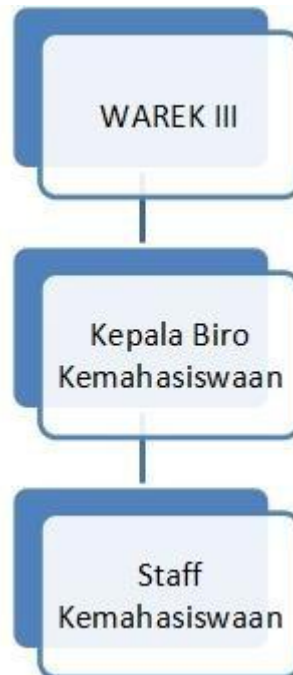 WAREK III
Kepala Biro
Kemahasiswaan
Staff
Kemahasiswaan